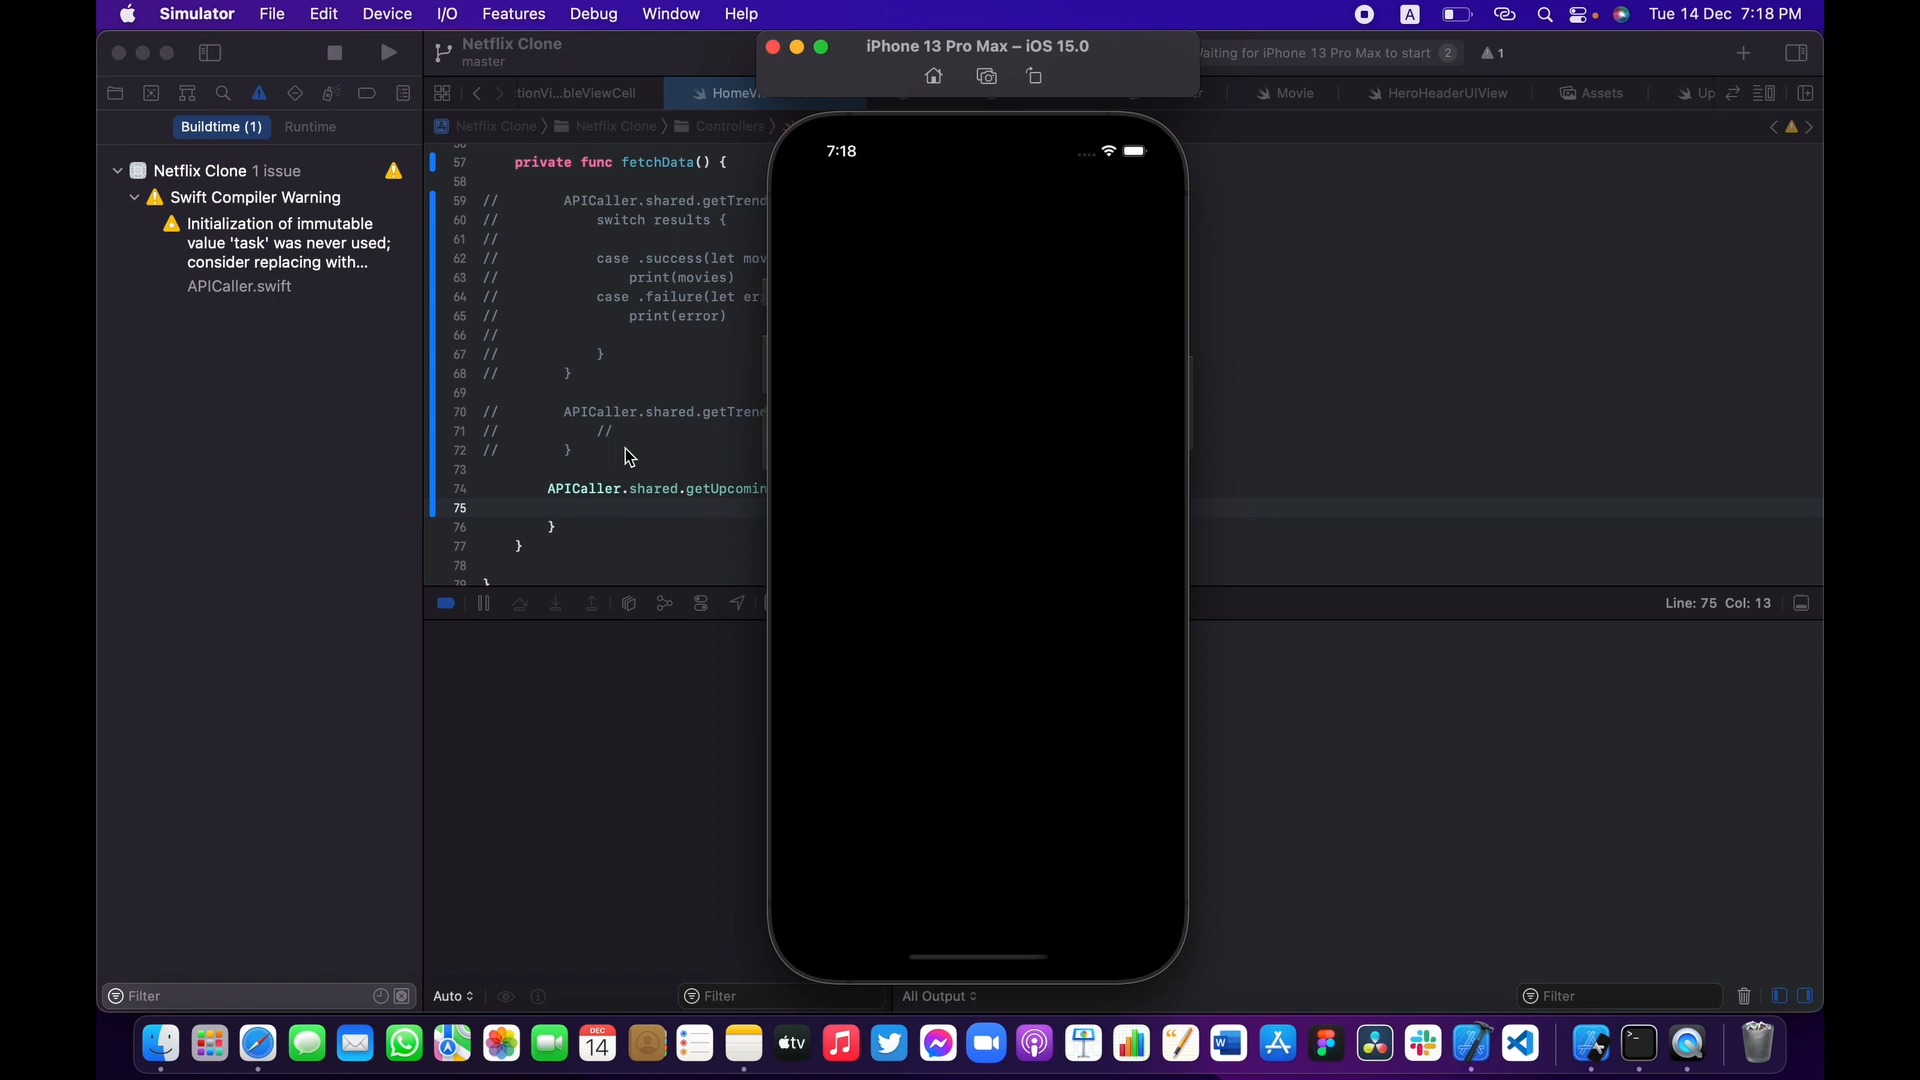 Simulator File Edit Device I/O Features Debug Window Help A Tue 14 Dec 7:18 PM
Netflix Clone
master
iPhone 13 Pro Max – iOS 15.0
aiting for iPhone 13 Pro Max to start 2 1
tionVi...bleViewCell HomeVi Movie HeroHeaderUIView Assets Up
Buildtime (1) Runtime
Netflix Clone Netflix Clone Controllers
Netflix Clone 1 issue
Swift Compiler Warning
Initialization of immutable
value 'task' was never used;
consider replacing with...
APICaller.swift
7:18
57 private func fetchData() {
58
59 // APICaller.shared.getTrend
60 // switch results {
61 //
62 // case .success(let mov
63 // print(movies)
64 // case .failure(let er
65 // print(error)
66 //
67 // }
68 // }
69
70 // APICaller.shared.getTren
71 // //
72 // }
73
74 APICaller.shared.getUpcomin
75
76 }
77 }
78
79 }
Line: 75 Col: 13
Filter
Auto
Filter
All Output
Filter
DEC
14
tv
W